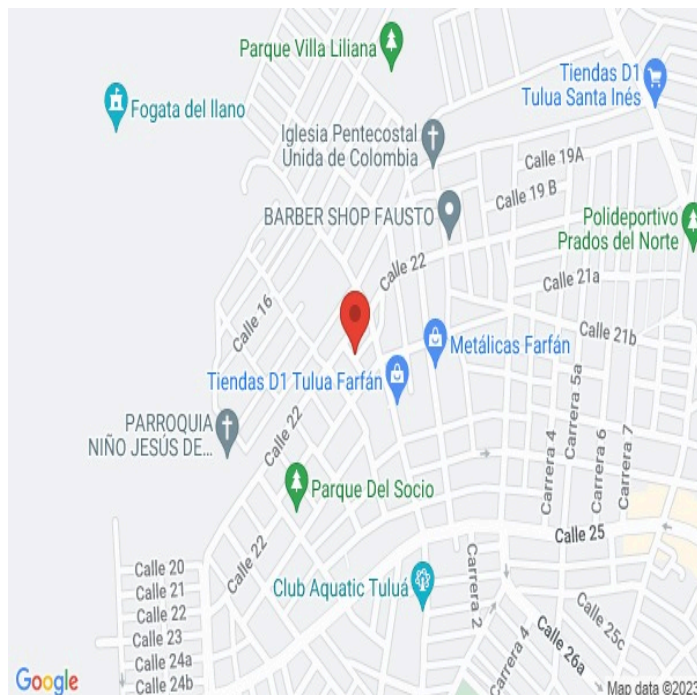 Parque Villa Liliana
Tiendas D1
Tulua Santa Inés
Fogata del llano
Iglesia Pentecostal
Unida de Colombia
Calle 19A
Calle 19 B
BARBER SHOP FAUSTO
Polideportivo
Prados del Norte
Calle 22
Calle 21a
Calle 16
Calle 21b
Metálicas Farfán
Tiendas D1 Tulua Farfán
Carrera 5a
PARROQUIA
NIÑO JESÚS DE...
Calle 22
Carrera 4
Carrera 6
Carrera 7
Parque Del Socio
Calle 25
Calle 22
Calle 20
Calle 21
Calle 22
Calle 23
Calle 24a
Calle 24b
Club Aquatic Tuluá
Carrera 2
Carrera 4
Calle 25c
Calle 26a
Google
Map data ©2023